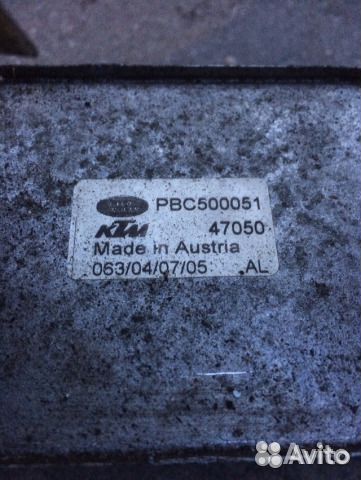 PBC500051
KTM 47050
Made in Austria
063/04/07/05 AL
Avito